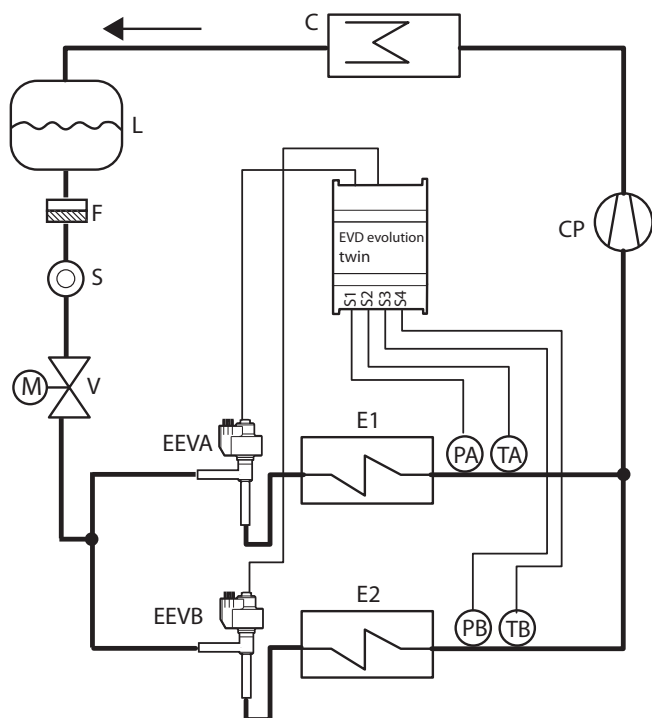 C
L
F
CP
EVD evolution
twin
S1
S2
S3
S4
S
M
V
EEVA
E1
PA
TA
EEVB
E2
PB
TB